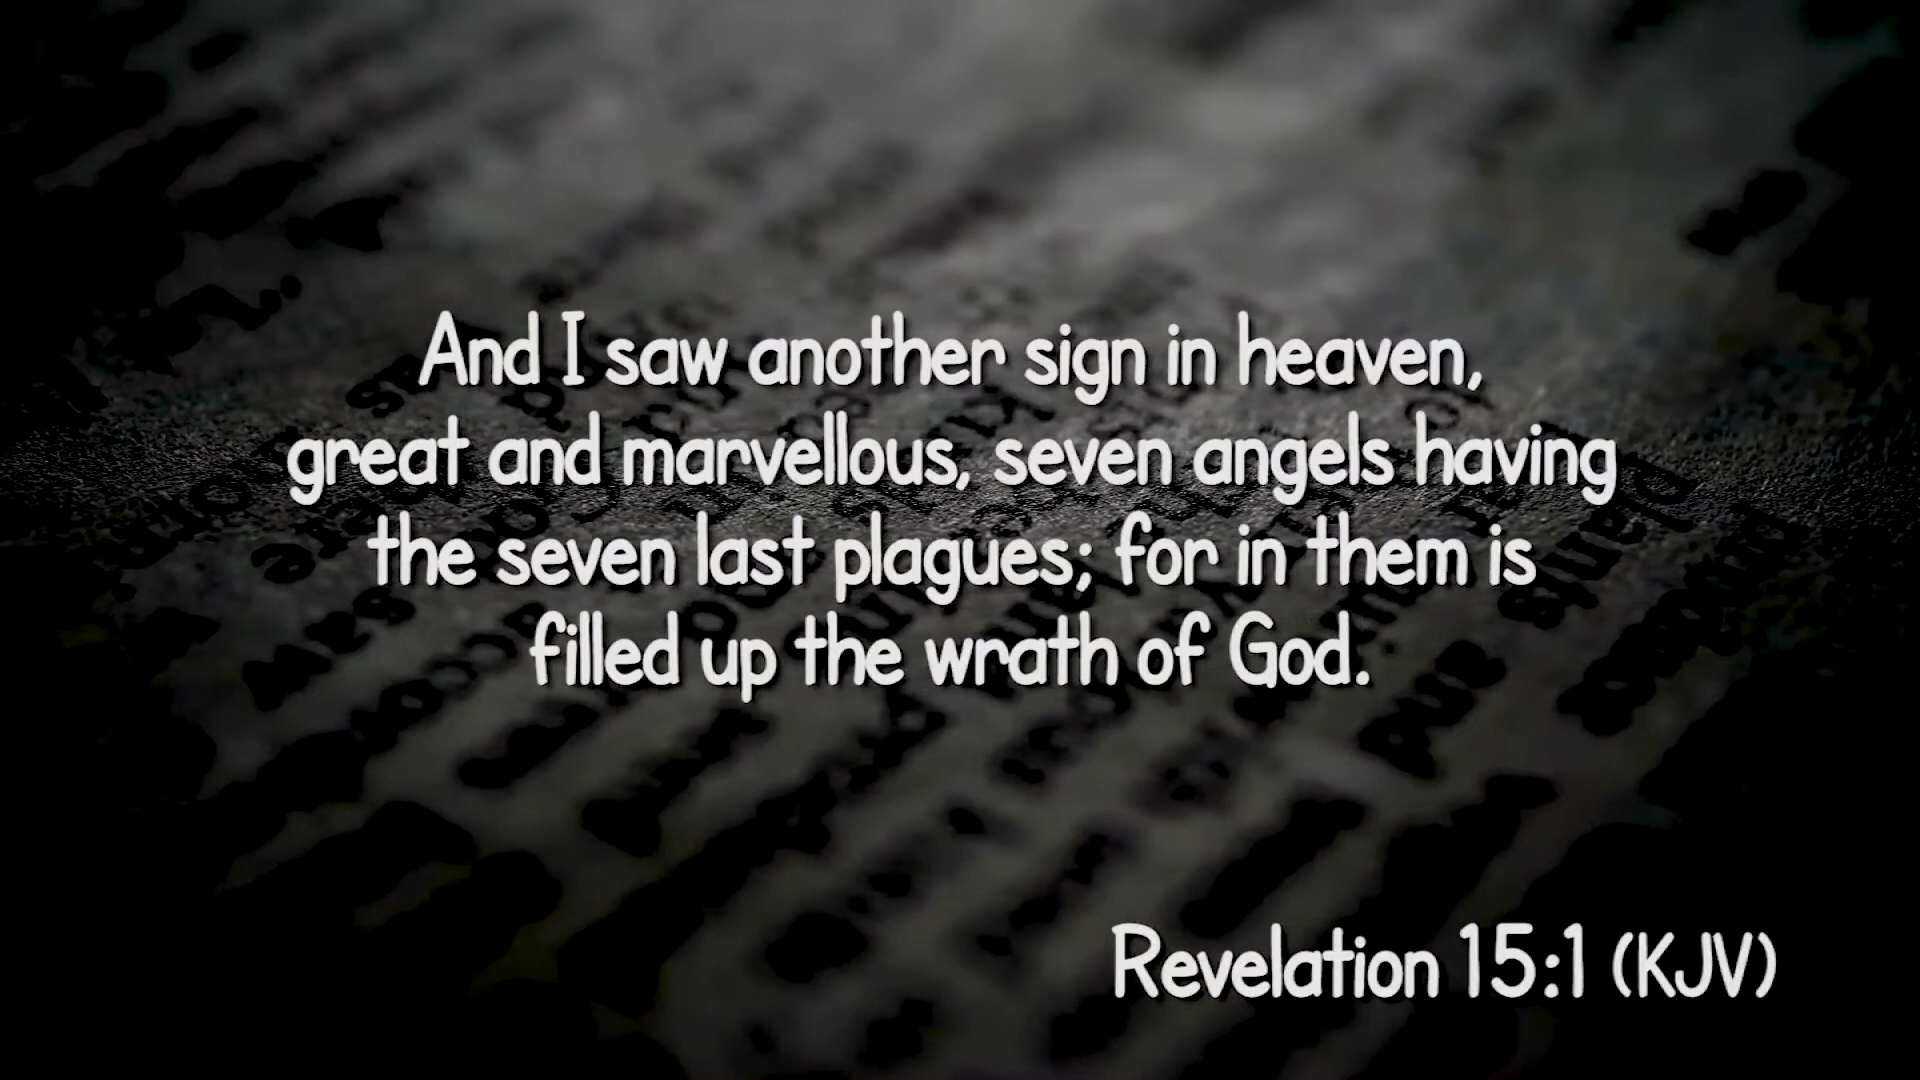 And I saw another sign in heaven,
great and marvellous, seven angels having
the seven last plagues; for in them is
filled up the wrath of God.
Revelation 15:1 (KJV)